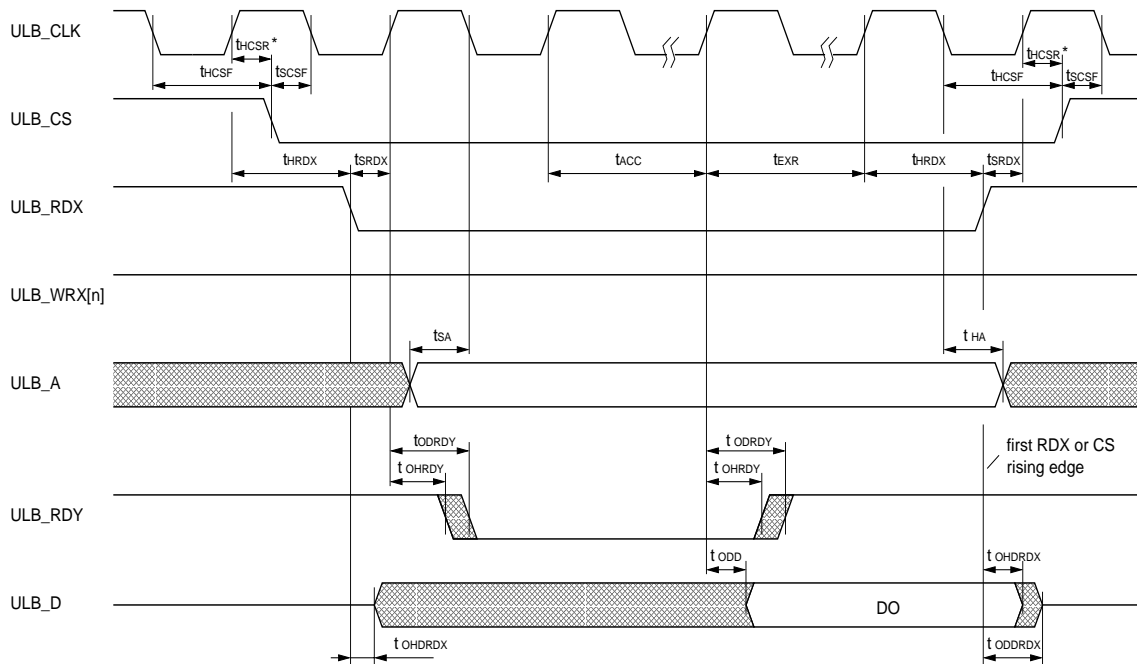 ULB_CLK
tHCSR *
tHCSR *
tHCSF
tSCSF
tHCSF
tSCSF
ULB_CS
tHRDX
tSRDX
tACC
tEXR
tHRDX
tSRDX
ULB_RDX
ULB_WRX[n]
tSA
t HA
ULB_A
tODRDY
t ODRDY
first RDX or CS
rising edge
t OHRDY
t OHRDY
ULB_RDY
t ODD
t OHDRDX
ULB_D
DO
t OHDRDX
t ODDRDX